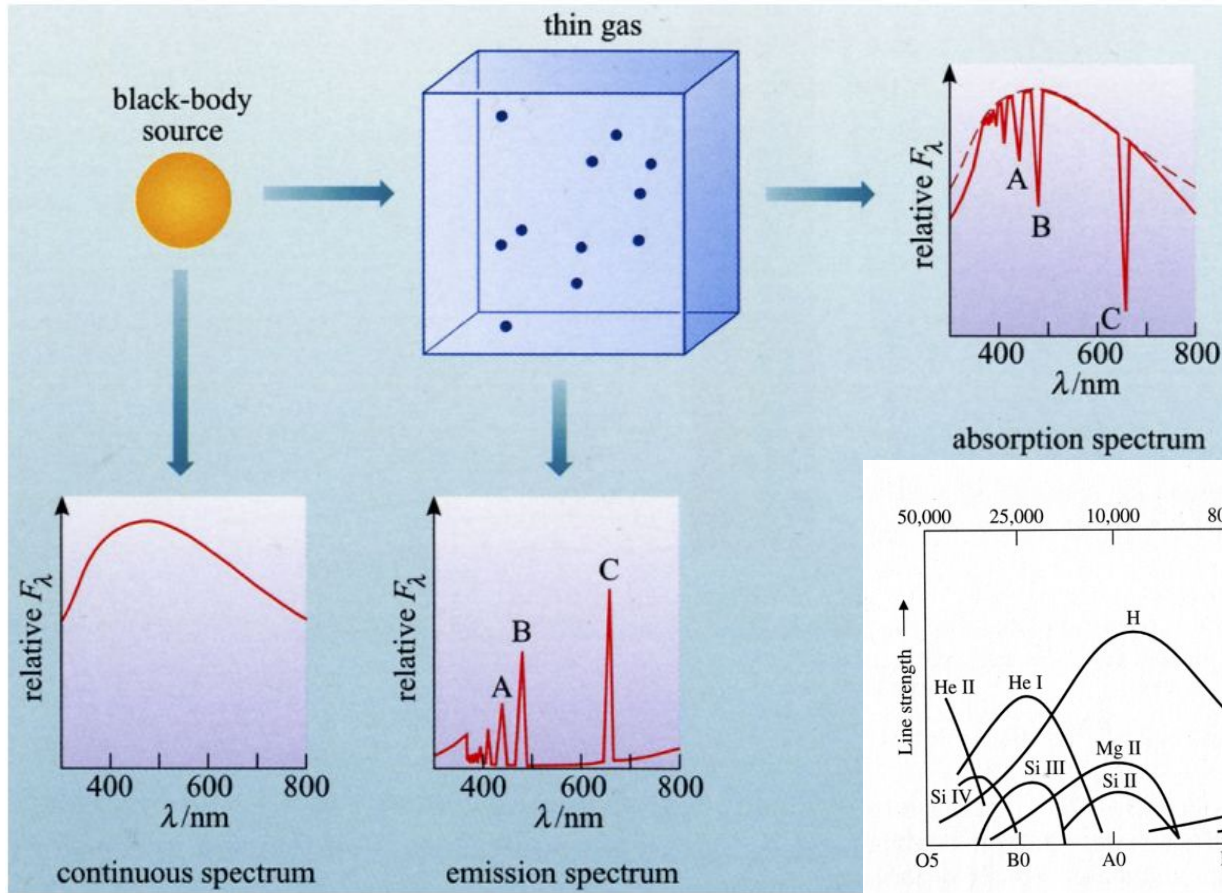 thin gas
black-body
source
relative Fλ
A
B
C
400 600 800
λ/nm
absorption spectrum
relative Fλ
400 600 800
λ/nm
continuous spectrum
relative Fλ
A
B
C
400 600 800
λ/nm
emission spectrum
50,000 25,000 10,000
Line strength
H
He II
He I
Mg II
Si III
Si II
Si IV
O5 B0 A0